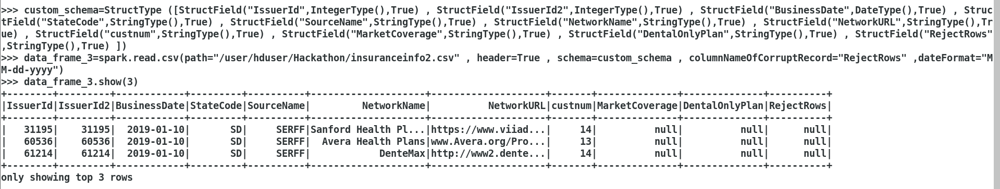 >>> custom_schema=StructType ([StructField("IssuerId",IntegerType(),True) , StructField("IssuerId2",IntegerType(),True) , StructField("BusinessDate",DateType(),True) , Struc
tField("StateCode",StringType(),True) , StructField("SourceName",StringType(),True) , StructField("NetworkName",StringType(),True) , StructField("NetworkURL",StringType(),Tr
ue) , StructField("custnum",StringType(),True) , StructField("MarketCoverage",StringType(),True) , StructField("DentalOnlyPlan",StringType(),True) , StructField("RejectRows"
,StringType(),True) ])
>>> data_frame_3=spark.read.csv(path="/user/hduser/Hackathon/insuranceinfo2.csv" , header=True , schema=custom_schema , columnNameOfCorruptRecord="RejectRows" ,dateFormat="M
M-dd-yyyy")
>>> data_frame_3.show(3)
+--------+---------+------------+---------+----------+--------------------+--------------------+-------+--------------+--------------+----------+
|IssuerId|IssuerId2|BusinessDate|StateCode|SourceName|         NetworkName|          NetworkURL|custnum|MarketCoverage|DentalOnlyPlan|RejectRows|
+--------+---------+------------+---------+----------+--------------------+--------------------+-------+--------------+--------------+----------+
|   31195|    31195|  2019-01-10|       SD|     SERFF|Sanford Health Pl...|https://www.viiad...|     14|          null|          null|      null|
|   60536|    60536|  2019-01-10|       SD|     SERFF|  Avera Health Plans|www.Avera.org/Pro...|     13|          null|          null|      null|
|   61214|    61214|  2019-01-10|       SD|     SERFF|            DenteMax|http://www2.dente...|     14|          null|          null|      null|
+--------+---------+------------+---------+----------+--------------------+--------------------+-------+--------------+--------------+----------+
only showing top 3 rows